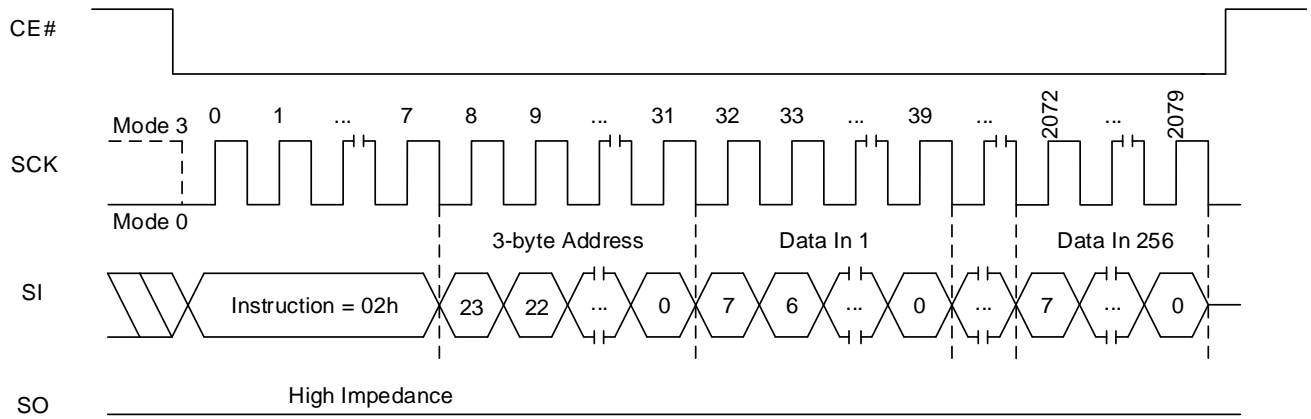 CE#
0 1 ... 7 8 9 ... 31 32 33 ... 39 ... 2072 ... 2079
Mode 3
SCK
Mode 0
3-byte Address Data In 1 Data In 256
SI Instruction = 02h 23 22 ... 0 7 6 ... 0 ... 7 ... 0
High Impedance
SO